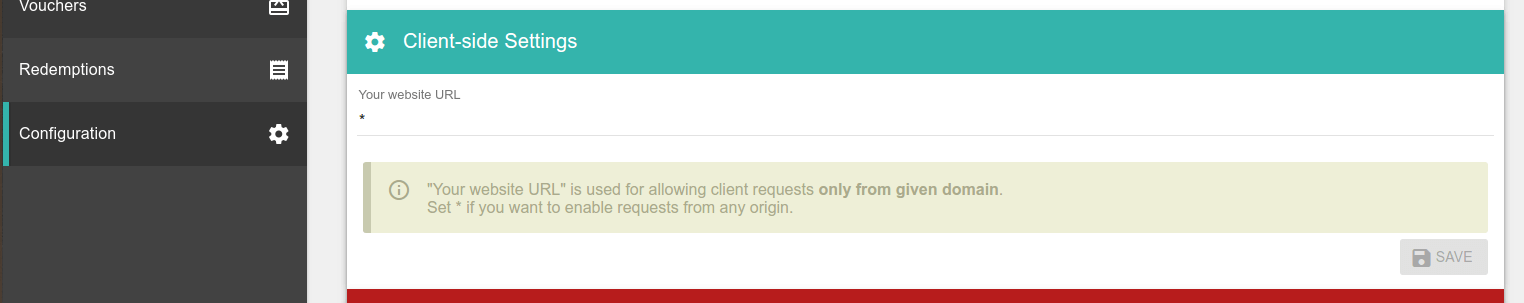 Vouchers
Redemptions
Configuration
Client-side Settings
Your website URL
*
"Your website URL" is used for allowing client requests only from given domain.
Set * if you want to enable requests from any origin.
SAVE